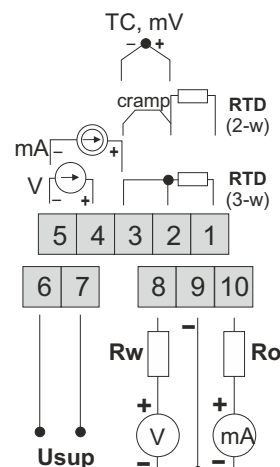 TC, mV
− +
cramp
RTD
(2-w)
mA
− +
V
− +
RTD
(3-w)
5 4 3 2 1
6 7 8 9 10
−
Rw Ro
+ +
V mA
− −
Usup